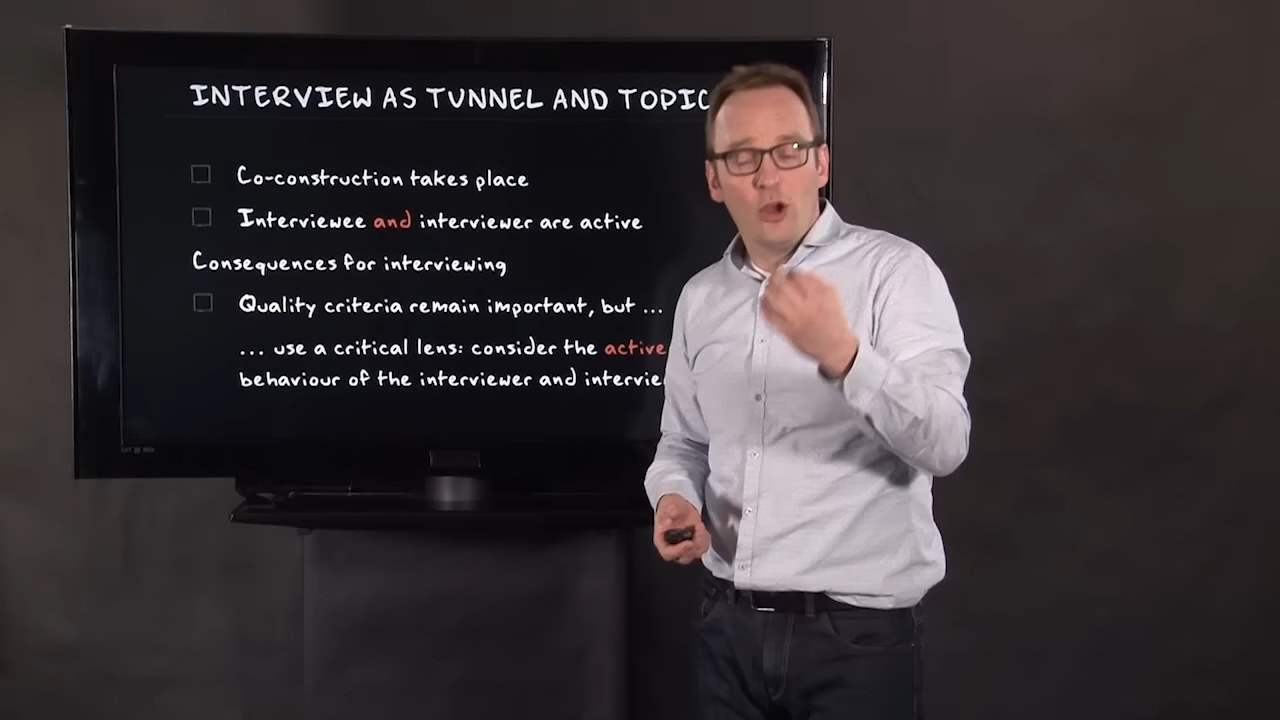 INTERVIEW AS TUNNEL AND TOPIC
Co-construction takes place
Interviewee and interviewer are active
Consequences for interviewing
Quality criteria remain important, but ...
... use a critical lens: consider the active
behaviour of the interviewer and intervie